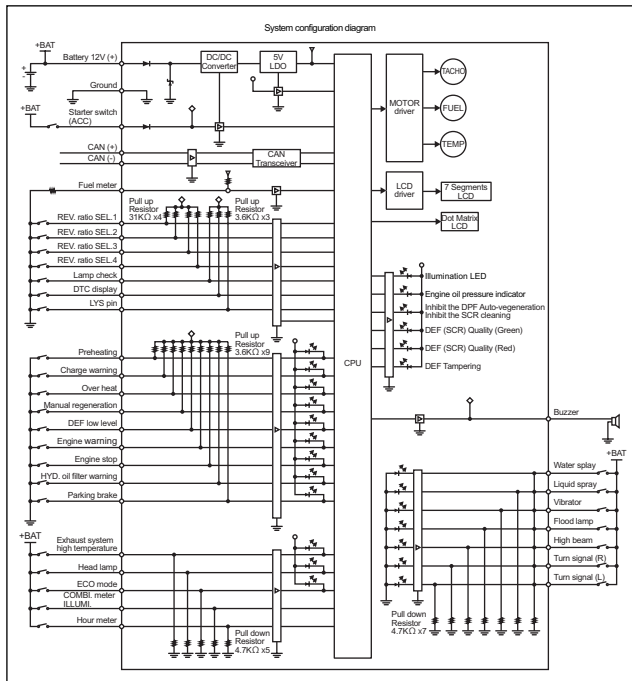 System configuration diagram
+BAT
Battery 12V (+)
+
-
DC/DC
Converter
5V
LDO
Ground
+BAT
Starter switch
(ACC)
CAN (+)
CAN (-)
CAN
Transceiver
Fuel meter
Pull up
Resistor
31KΩ x4
Pull up
Resistor
3.6KΩ x3
REV. ratio SEL.1
REV. ratio SEL.2
REV. ratio SEL.3
REV. ratio SEL.4
Lamp check
DTC display
LYS pin
Pull up
Resistor
3.6KΩ x9
Preheating
Charge warning
Over heat
Manual regeneration
DEF low level
Engine warning
Engine stop
HYD. oil filter warning
Parking brake
+BAT
Exhaust system
high temperature
Head lamp
ECO mode
COMBI. meter
ILLUMI.
Hour meter
Pull down
Resistor
4.7KΩ x5
CPU
MOTOR
driver
TACHO
FUEL
TEMP
LCD
driver
7 Segments
LCD
Dot Matrix
LCD
Illumination LED
Engine oil pressure indicator
Inhibit the DPF Auto-vegeneration
Inhibit the SCR cleaning
DEF (SCR) Quality (Green)
DEF (SCR) Quality (Red)
DEF Tampering
Buzzer
+BAT
Water splay
Liquid spray
Vibrator
Flood lamp
High beam
Turn signal (R)
Turn signal (L)
Pull down
Resistor
4.7KΩ x7